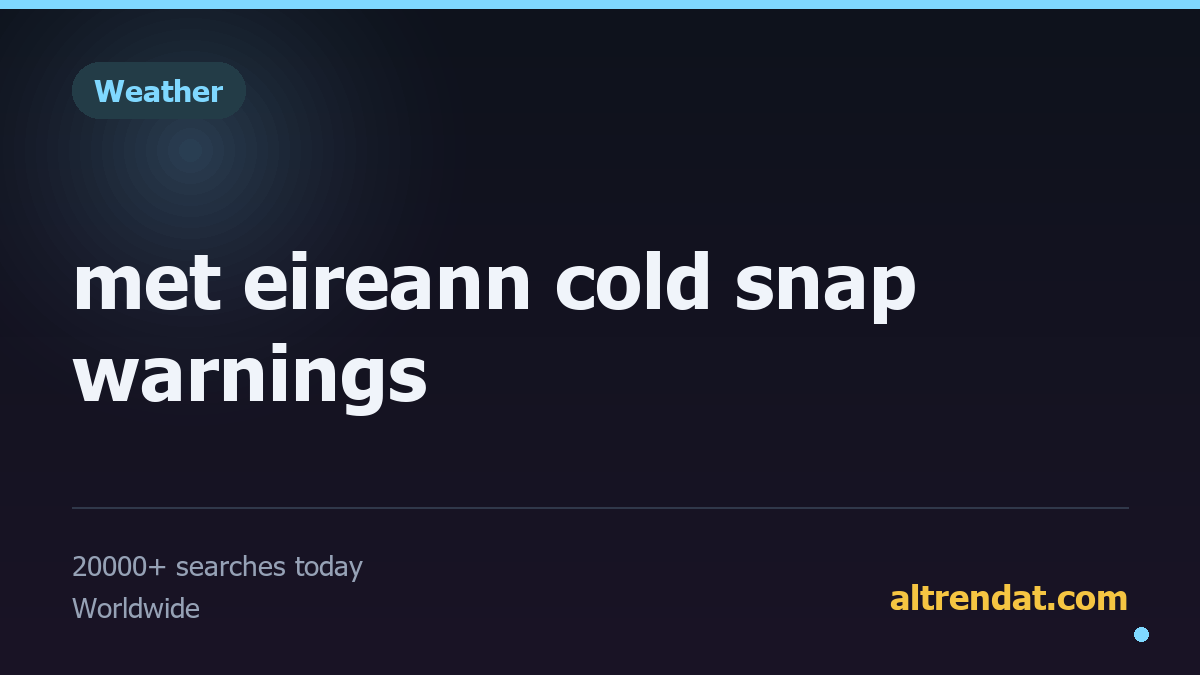 Weather
met eireann cold snap
warnings
20000+ searches today
Worldwide
altrendat.com